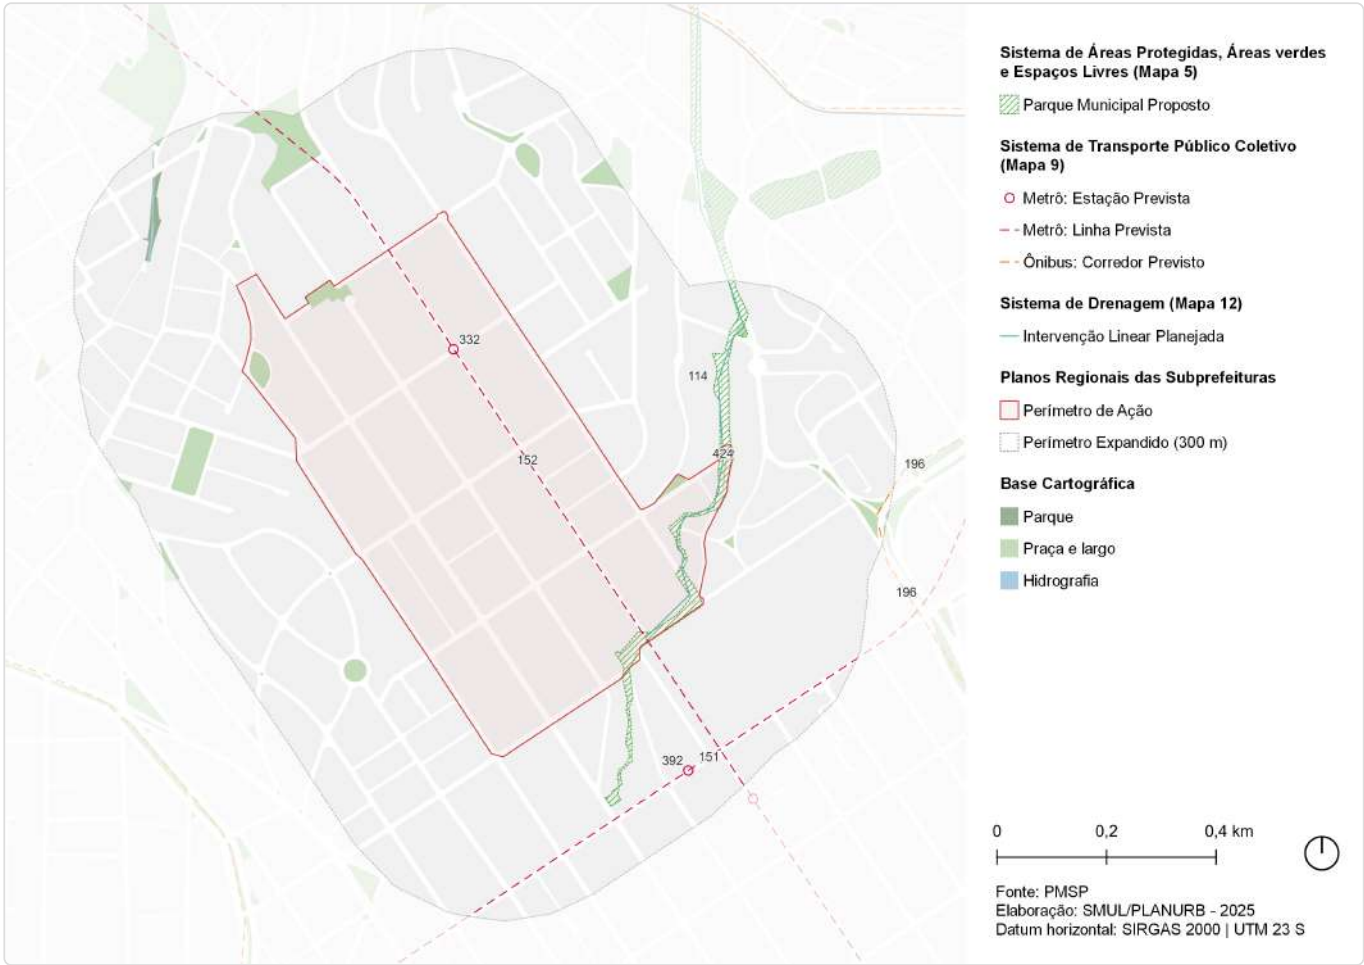 332
114
152
424
196
196
392
151
Sistema de Áreas Protegidas, Áreas verdes
e Espaços Livres (Mapa 5)
Parque Municipal Proposto
Sistema de Transporte Público Coletivo
(Mapa 9)
Metrô: Estação Prevista
Metrô: Linha Prevista
Ônibus: Corredor Previsto
Sistema de Drenagem (Mapa 12)
Intervenção Linear Planejada
Planos Regionais das Subprefeituras
Perímetro de Ação
Perímetro Expandido (300 m)
Base Cartográfica
Parque
Praça e largo
Hidrografia
0 0,2 0,4 km
Fonte: PMSP
Elaboração: SMUL/PLANURB - 2025
Datum horizontal: SIRGAS 2000 | UTM 23 S